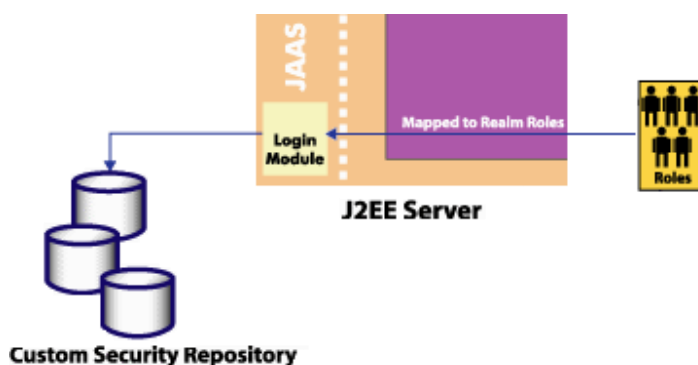 JAAS
Login
Module
Mapped to Realm Roles
Roles
J2EE Server
Custom Security Repository